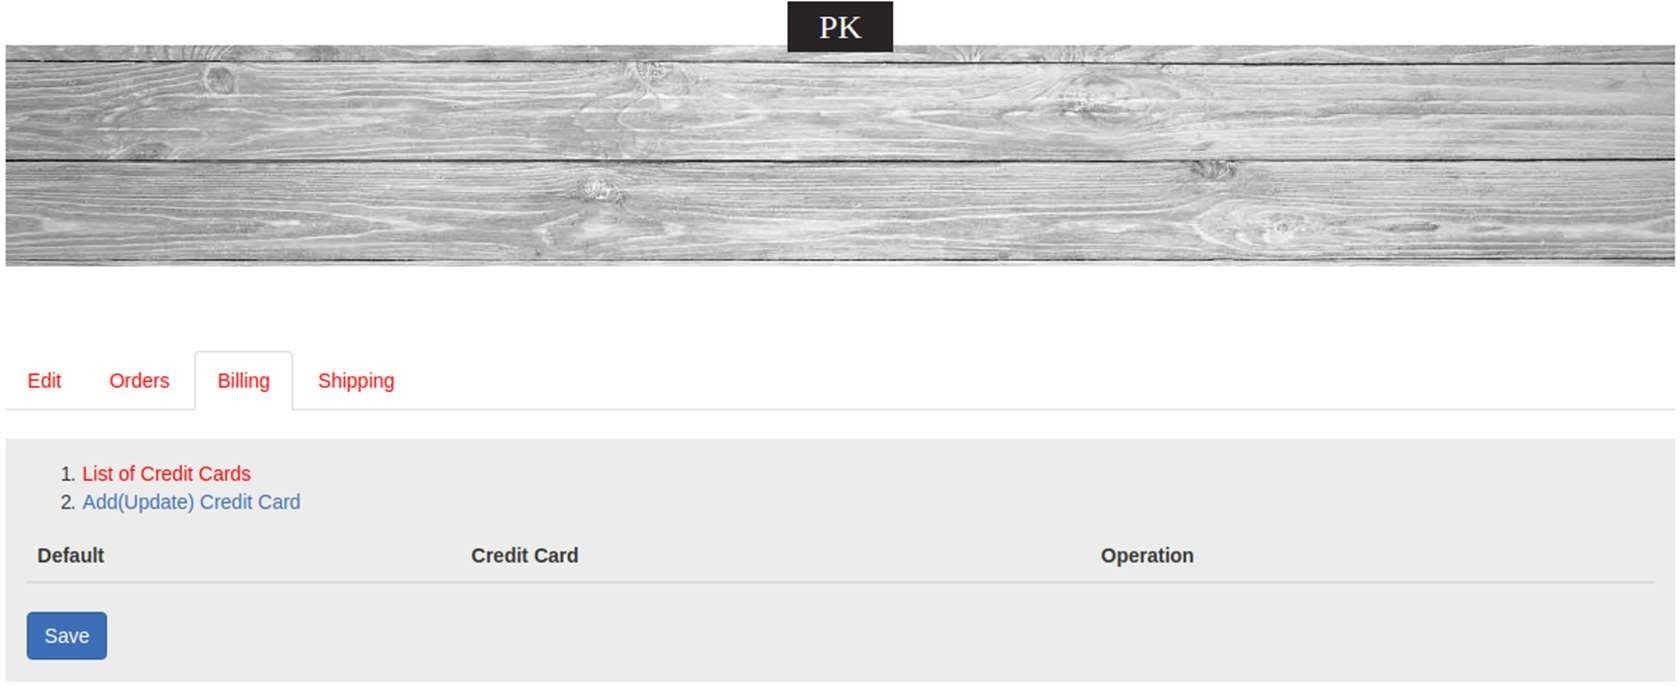 PK
Edit Orders Billing Shipping
1. List of Credit Cards
2. Add(Update) Credit Card
Default Credit Card Operation
Save